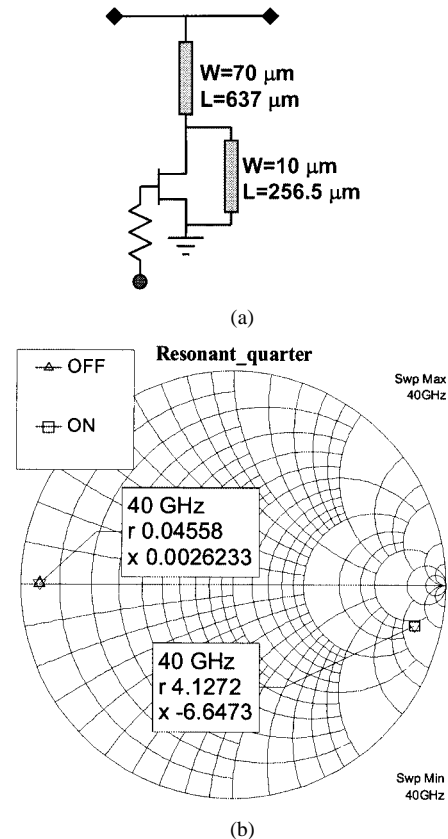 W=70 μm
L=637 μm
W=10 μm
L=256.5 μm
(a)
Resonant_quarter
OFF
ON
Swp Max
40GHz
40 GHz
r 0.04558
x 0.0026233
40 GHz
r 4.1272
x -6.6473
Swp Min
40GHz
(b)